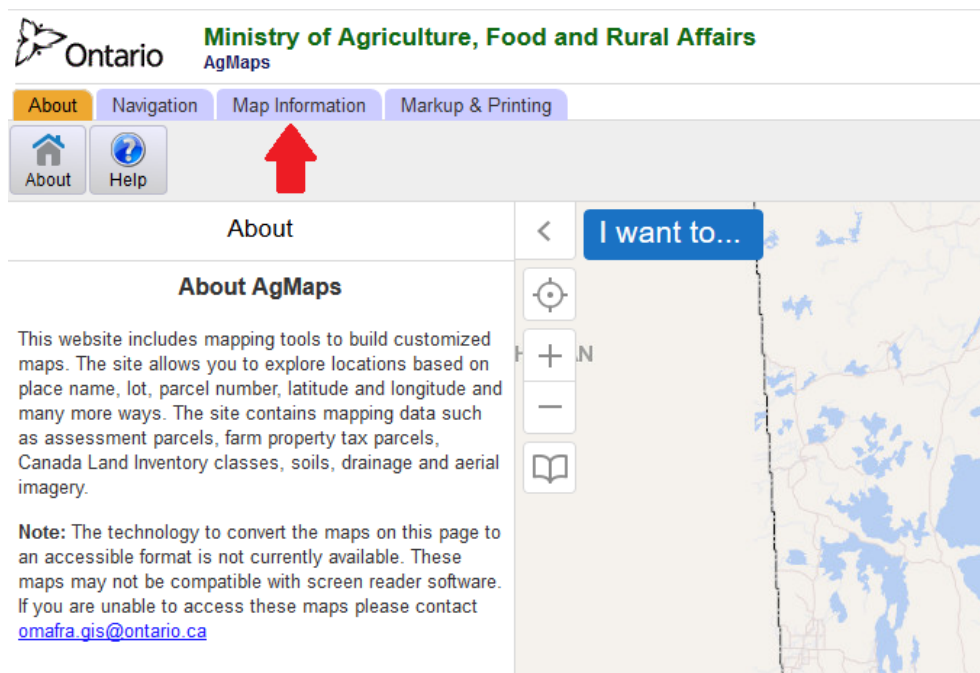 Ontario
Ministry of Agriculture, Food and Rural Affairs
AgMaps
About Navigation Map Information Markup & Printing
About Help
About
I want to...
About AgMaps
This website includes mapping tools to build customized
maps. The site allows you to explore locations based on
place name, lot, parcel number, latitude and longitude and
many more ways. The site contains mapping data such
as assessment parcels, farm property tax parcels,
Canada Land Inventory classes, soils, drainage and aerial
imagery.
Note: The technology to convert the maps on this page to
an accessible format is not currently available. These
maps may not be compatible with screen reader software.
If you are unable to access these maps please contact
omafra.gis@ontario.ca